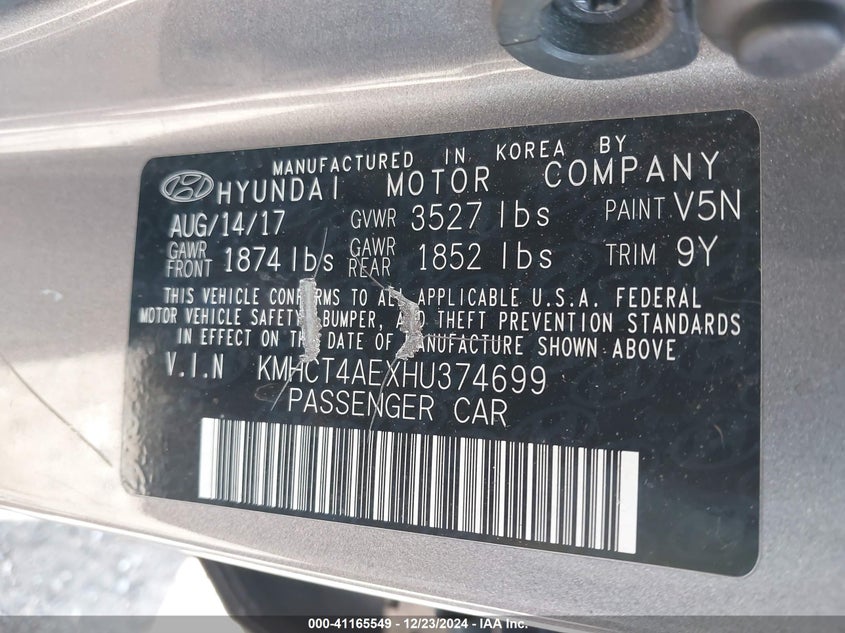 MANUFACTURED IN KOREA BY
HYUNDAI MOTOR COMPANY
AUG/14/17 GVWR 3527 lbs PAINT V5N
GAWR FRONT 1874 lbs GAWR REAR 1852 lbs TRIM 9Y
THIS VEHICLE CONFORMS TO ALL APPLICABLE U.S.A. FEDERAL
MOTOR VEHICLE SAFETY, BUMPER, AND THEFT PREVENTION STANDARDS
IN EFFECT ON THE DATE OF MANUFACTURE SHOWN ABOVE
V.I.N KMHCT4AEXHU374699
PASSENGER CAR
000-41165549 - 12/23/2024 - IAA Inc.